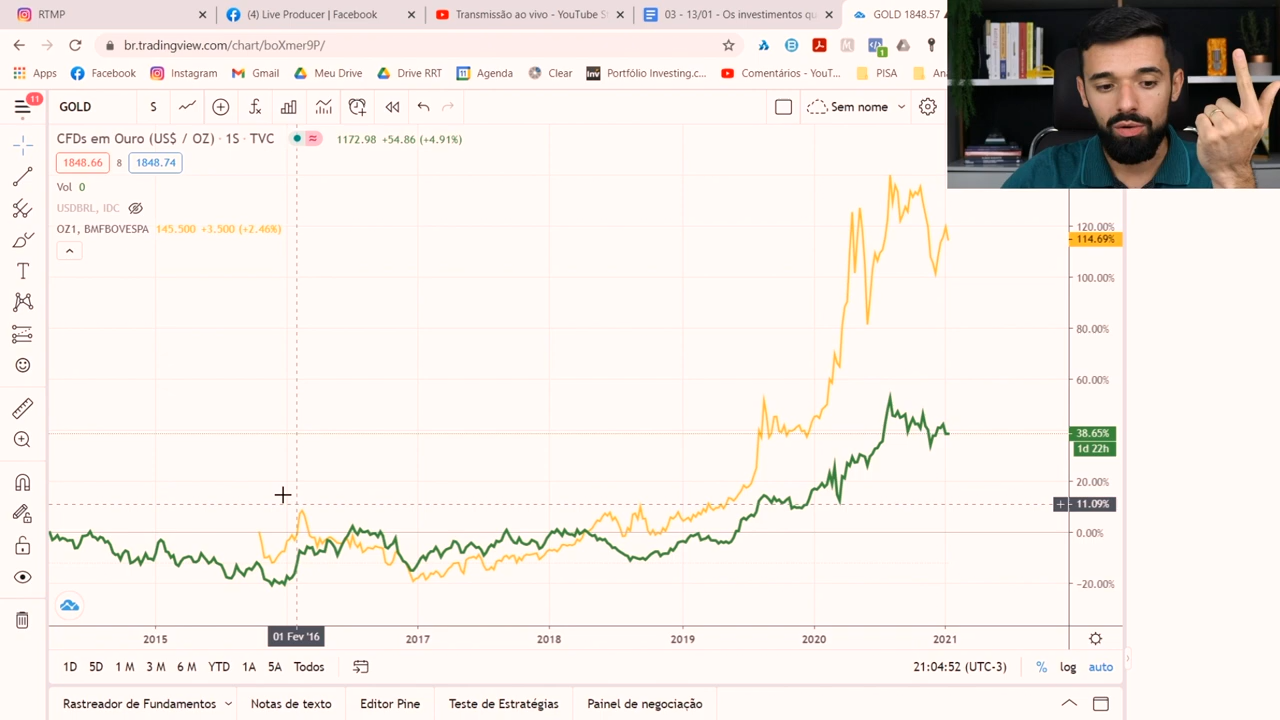 RTMP
(4) Live Producer | Facebook
Transmissão ao vivo - YouTube S
03 - 13/01 - Os investimentos qu
GOLD 1848.57
br.tradingview.com/chart/boXmer9P/
Apps
Facebook
Instagram
Gmail
Meu Drive
Drive RRT
Agenda
Clear
Portfólio Investing.c...
Comentários - YouT...
PISA
An
11
GOLD
Sem nome
CFDs em Ouro (US$ / OZ) · 1S · TVC
1172.98 +54.86 (+4.91%)
1848.66 8 1848.74
Vol 0
USDBRL, IDC
OZ1, BMFBOVESPA 145.500 +3.500 (+2.46%)
120.00%
114.69%
100.00%
80.00%
60.00%
38.65%
1d 22h
20.00%
11.09%
0.00%
−20.00%
2015
01 Fev '16
2017
2018
2019
2020
2021
1D 5D 1 M 3 M 6 M YTD 1A 5A Todos
21:04:52 (UTC-3)
% log auto
Rastreador de Fundamentos
Notas de texto
Editor Pine
Teste de Estratégias
Painel de negociação